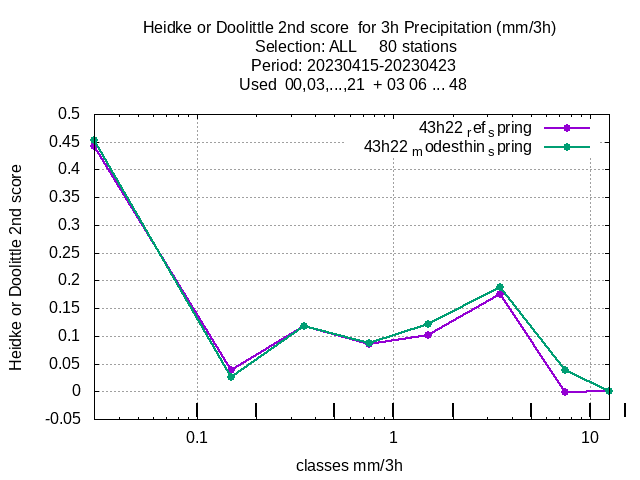 Heidke or Doolittle 2nd score  for 3h Precipitation (mm/3h)
Selection: ALL     80 stations
Period: 20230415-20230423
Used  00,03,...,21  + 03 06 ... 48
0.5
43h22 ref spring
0.45
43h22 modesthin spring
0.4
0.35
0.3
0.25
0.2
0.15
0.1
0.05
0
-0.05
Heidke or Doolittle 2nd score
0.1 1 10
classes mm/3h